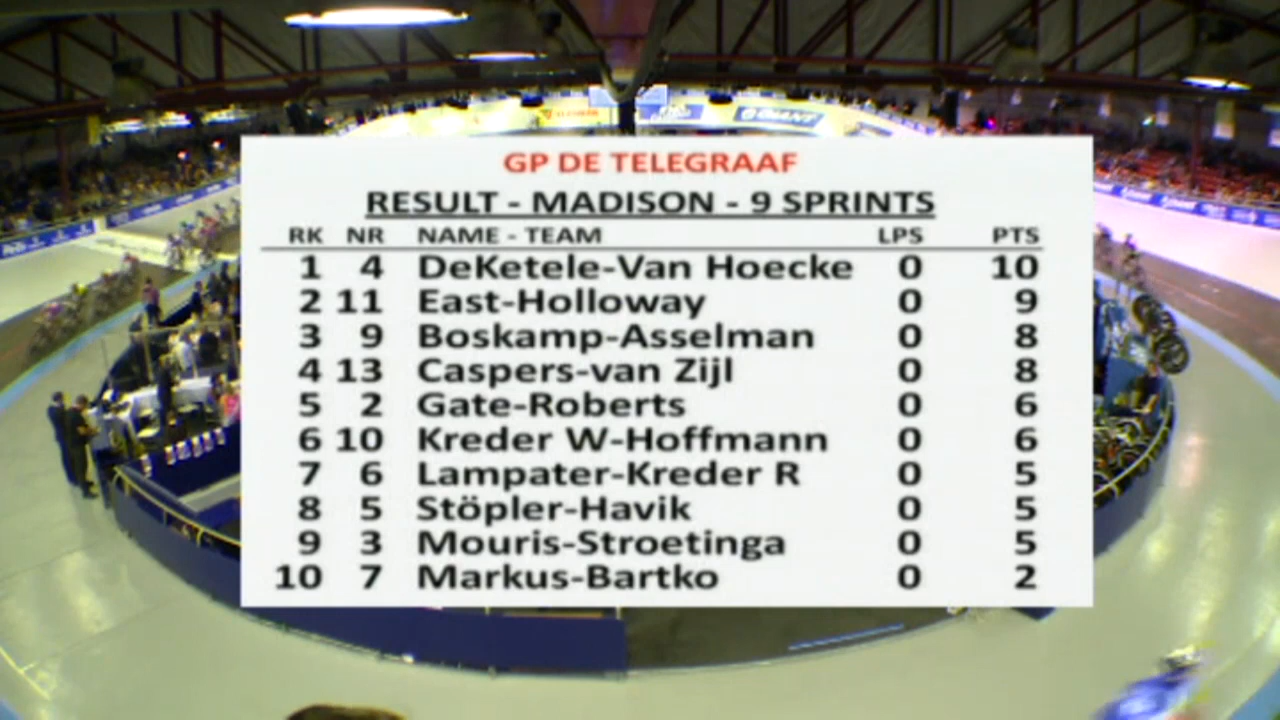 GP DE TELEGRAAF
RESULT - MADISON - 9 SPRINTS
RK NR NAME - TEAM LPS PTS
1 4 DeKetele-Van Hoecke 0 10
2 11 East-Holloway 0 9
3 9 Boskamp-Asselman 0 8
4 13 Caspers-van Zijl 0 8
5 2 Gate-Roberts 0 6
6 10 Kreder W-Hoffmann 0 6
7 6 Lampater-Kreder R 0 5
8 5 Stöpler-Havik 0 5
9 3 Mouris-Stroetinga 0 5
10 7 Markus-Bartko 0 2
GIANT